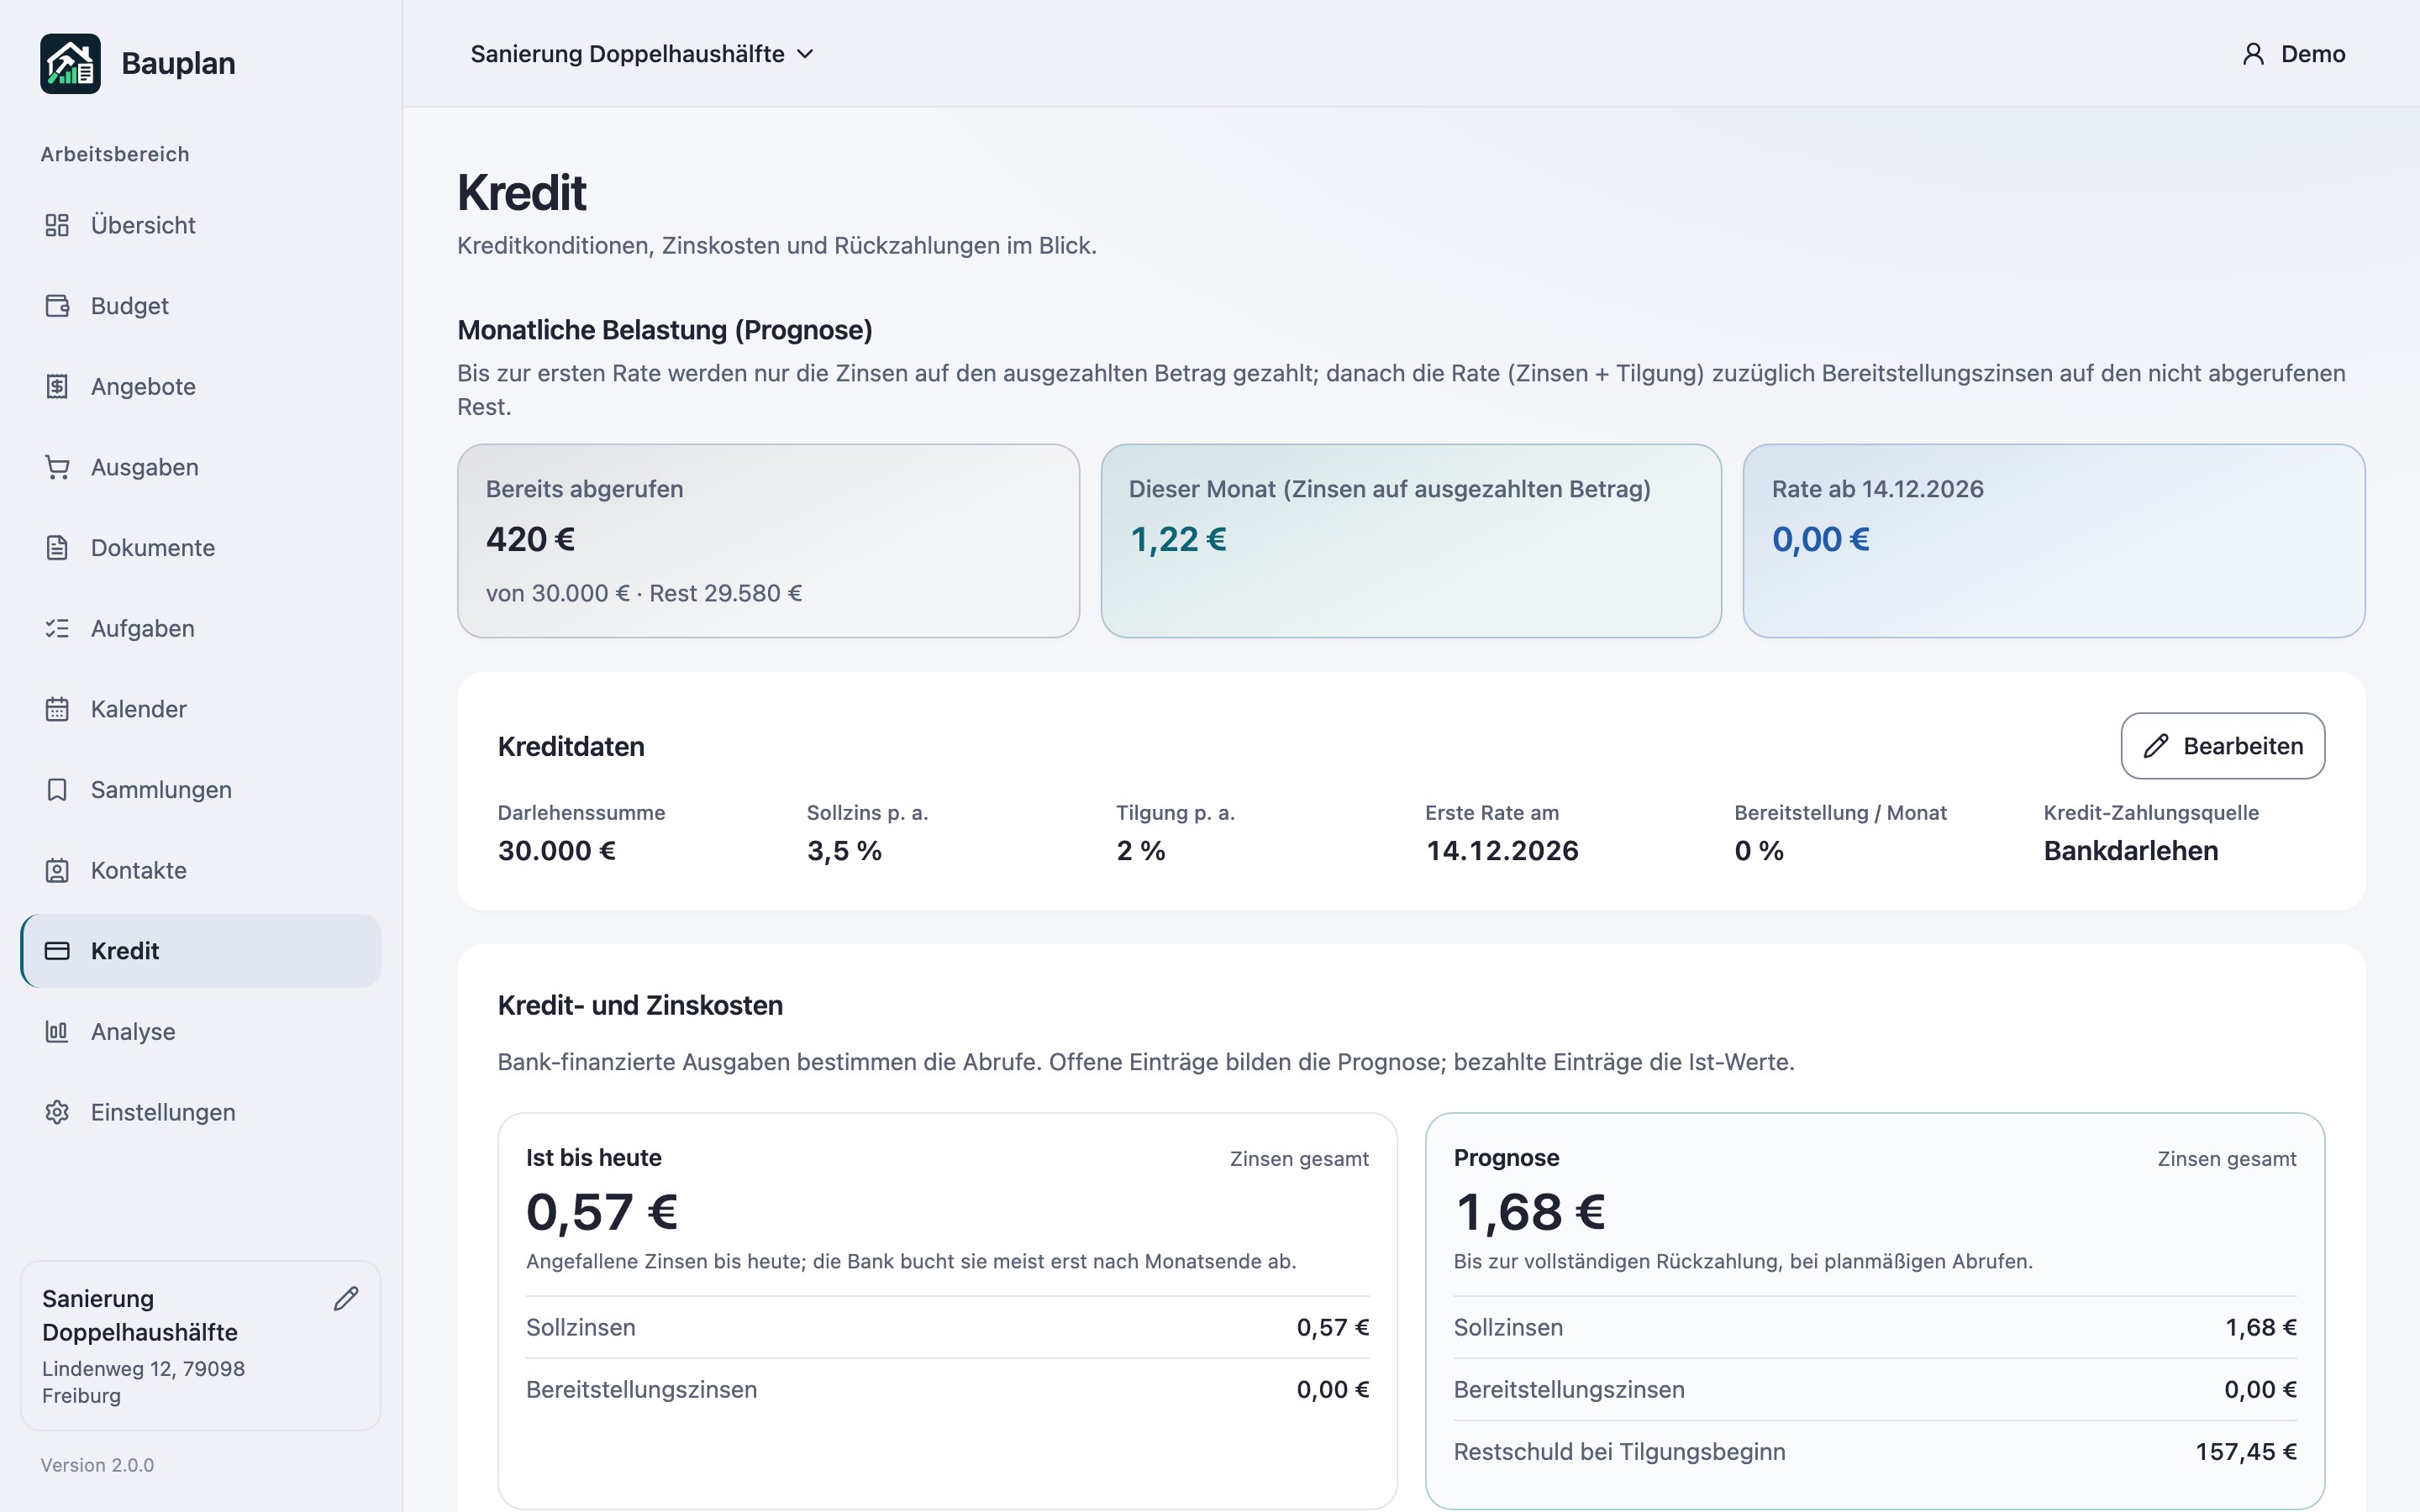 Bauplan
Arbeitsbereich
Übersicht
Budget
Angebote
Ausgaben
Dokumente
Aufgaben
Kalender
Sammlungen
Kontakte
Kredit
Analyse
Einstellungen
Sanierung
Doppelhaushälfte
Lindenweg 12, 79098
Freiburg
Version 2.0.0
Sanierung Doppelhaushälfte
Demo
Kredit
Kreditkonditionen, Zinskosten und Rückzahlungen im Blick.
Monatliche Belastung (Prognose)
Bis zur ersten Rate werden nur die Zinsen auf den ausgezahlten Betrag gezahlt; danach die Rate (Zinsen + Tilgung) zuzüglich Bereitstellungszinsen auf den nicht abgerufenen
Rest.
Bereits abgerufen
420 €
von 30.000 € · Rest 29.580 €
Dieser Monat (Zinsen auf ausgezahlten Betrag)
1,22 €
Rate ab 14.12.2026
0,00 €
Kreditdaten
Bearbeiten
Darlehenssumme
30.000 €
Sollzins p. a.
3,5 %
Tilgung p. a.
2 %
Erste Rate am
14.12.2026
Bereitstellung / Monat
0 %
Kredit-Zahlungsquelle
Bankdarlehen
Kredit- und Zinskosten
Bank-finanzierte Ausgaben bestimmen die Abrufe. Offene Einträge bilden die Prognose; bezahlte Einträge die Ist-Werte.
Ist bis heute
Zinsen gesamt
0,57 €
Angefallene Zinsen bis heute; die Bank bucht sie meist erst nach Monatsende ab.
Sollzinsen 0,57 €
Bereitstellungszinsen 0,00 €
Prognose
Zinsen gesamt
1,68 €
Bis zur vollständigen Rückzahlung, bei planmäßigen Abrufen.
Sollzinsen 1,68 €
Bereitstellungszinsen 0,00 €
Restschuld bei Tilgungsbeginn 157,45 €